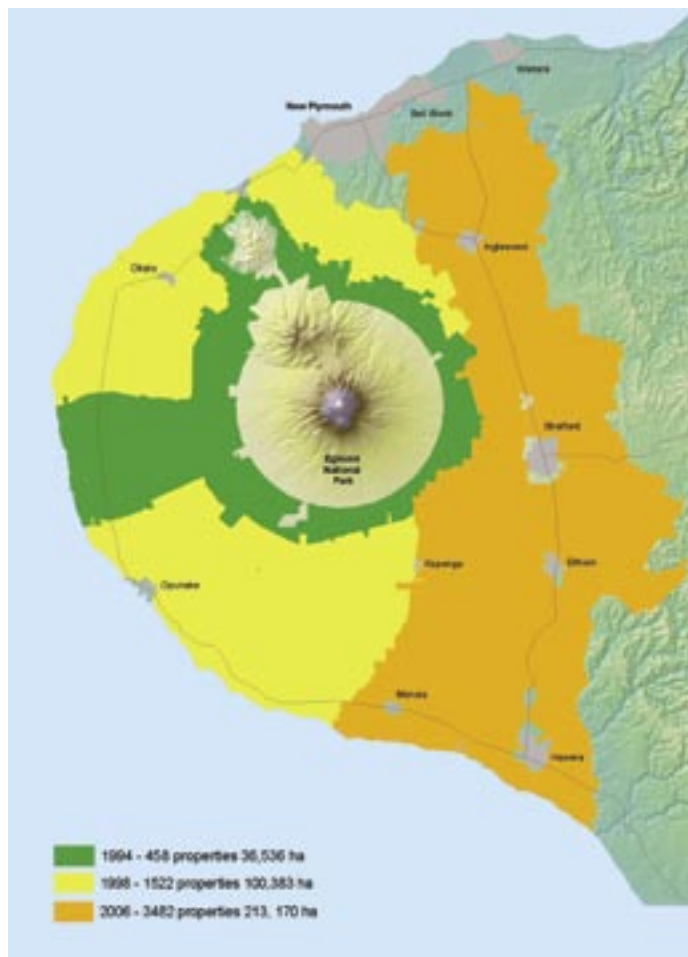 Waitara
New Plymouth
Bell Block
Inglewood
Okato
Stratford
Egmont
National
Park
Kaponga
Eltham
Opunake
Manaia
Hawera
1994 - 458 properties 36,536 ha
1998 - 1522 properties 100,383 ha
2006 - 3482 properties 213, 170 ha